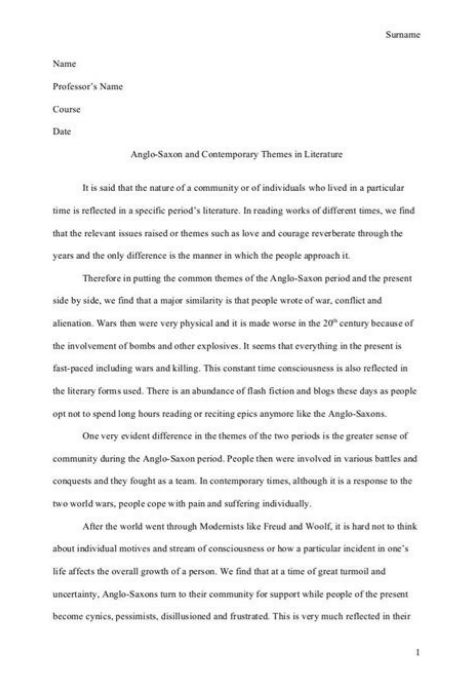 Surname
Name
Professor's Name
Course
Date
Anglo-Saxon and Contemporary Themes in Literature
It is said that the nature of a community or of individuals who lived in a particular
time is reflected in a specific period's literature. In reading works of different times, we find
that the relevant issues raised or themes such as love and courage reverberate through the
years and the only difference is the manner in which the people approach it.
Therefore in putting the common themes of the Anglo-Saxon period and the present
side by side, we find that a major similarity is that people wrote of war, conflict and
alienation. Wars then were very physical and it is made worse in the 20th century because of
the involvement of bombs and other explosives. It seems that everything in the present is
fast-paced including wars and killing. This constant time consciousness is also reflected in
the literary forms used. There is an abundance of flash fiction and blogs these days as people
opt not to spend long hours reading or reciting epics anymore like the Anglo-Saxons.
One very evident difference in the themes of the two periods is the greater sense of
community during the Anglo-Saxon period. People then were involved in various battles and
conquests and they fought as a team. In contemporary times, although it is a response to the
two world wars, people cope with pain and suffering individually.
After the world went through Modernists like Freud and Woolf, it is hard not to think
about individual motives and stream of consciousness or how a particular incident in one's
life affects the overall growth of a person. We find that at a time of great turmoil and
uncertainty, Anglo-Saxons turn to their community for support while people of the present
become cynics, pessimists, disillusioned and frustrated. This is very much reflected in their
1